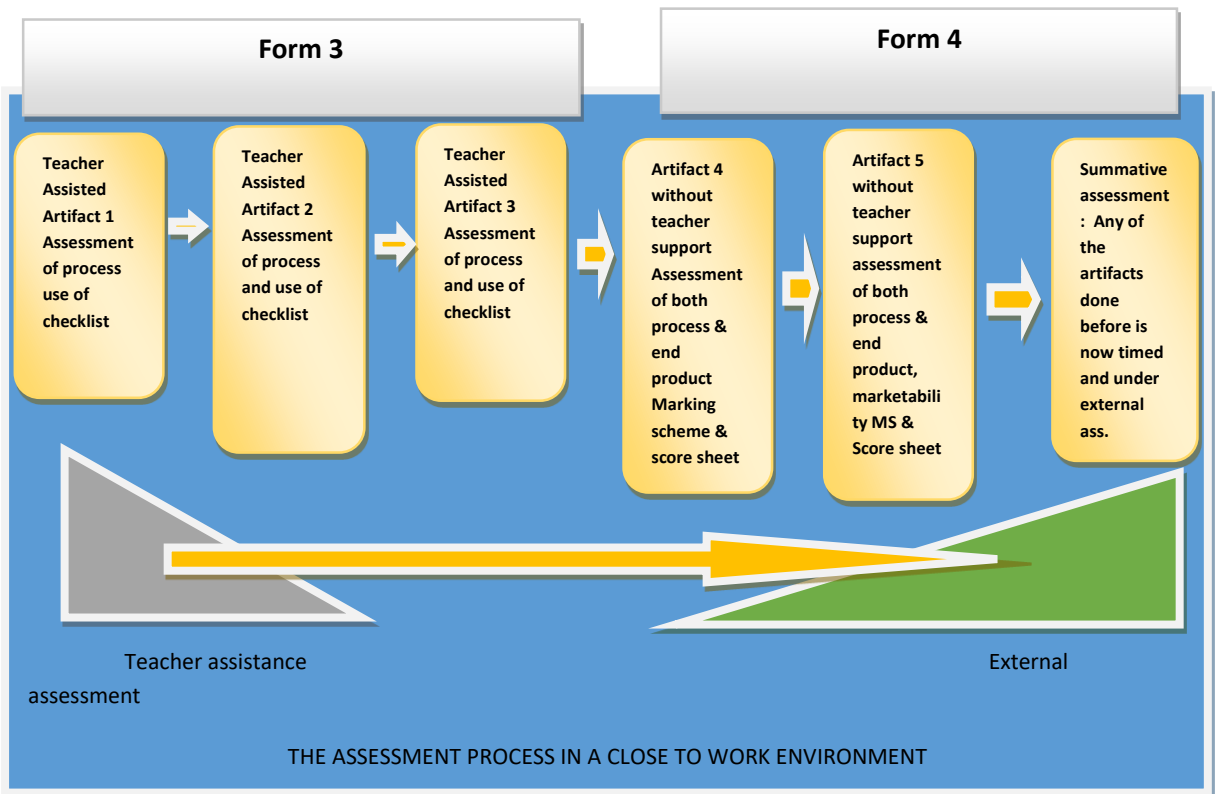 Form 3
Form 4
Teacher
Assisted
Artifact 1
Assessment
of process
use of
checklist
Teacher
Assisted
Artifact 2
Assessment
of process
and use of
checklist
Teacher
Assisted
Artifact 3
Assessment
of process
and use of
checklist
Artifact 4
without
teacher
support
Assessment
of both
process &
end
product
Marking
scheme &
score sheet
Artifact 5
without
teacher
support
assessment
of both
process &
end
product,
marketabili
ty MS &
Score sheet
Summative
assessment
: Any of
the
artifacts
done
before is
now timed
and under
external
ass.
Teacher assistance External
assessment
THE ASSESSMENT PROCESS IN A CLOSE TO WORK ENVIRONMENT